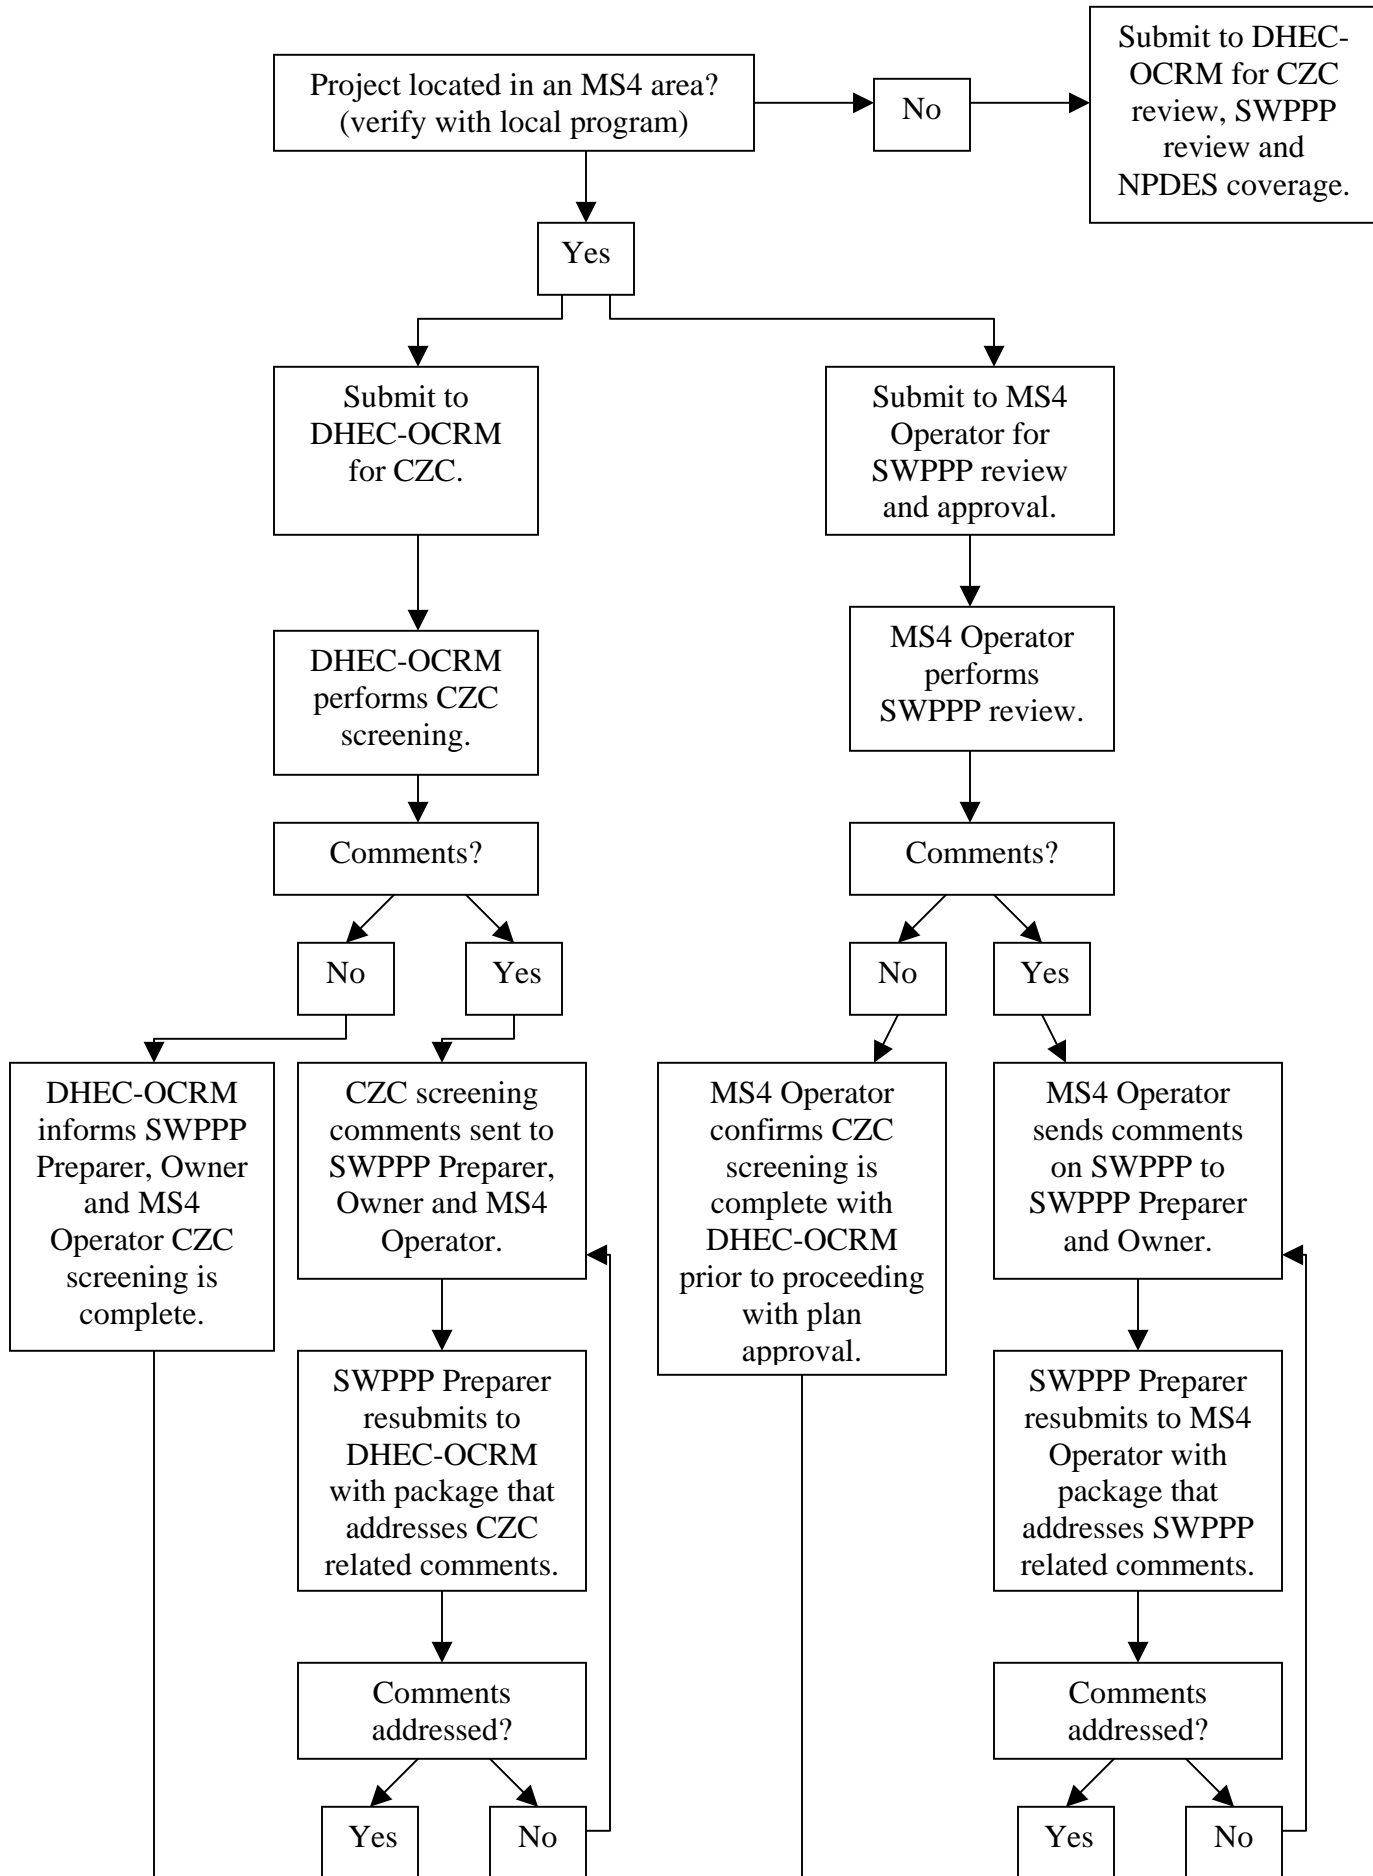 Project located in an MS4 area?
(verify with local program)
No
Submit to DHEC-
OCRM for CZC
review, SWPPP
review and
NPDES coverage.
Yes
Submit to
DHEC-OCRM
for CZC.
DHEC-OCRM
performs CZC
screening.
Comments?
No
Yes
DHEC-OCRM
informs SWPPP
Preparer, Owner
and MS4
Operator CZC
screening is
complete.
CZC screening
comments sent to
SWPPP Preparer,
Owner and MS4
Operator.
SWPPP Preparer
resubmits to
DHEC-OCRM
with package that
addresses CZC
related comments.
Comments
addressed?
Yes
No
Submit to MS4
Operator for
SWPPP review
and approval.
MS4 Operator
performs
SWPPP review.
Comments?
No
Yes
MS4 Operator
confirms CZC
screening is
complete with
DHEC-OCRM
prior to proceeding
with plan
approval.
MS4 Operator
sends comments
on SWPPP to
SWPPP Preparer
and Owner.
SWPPP Preparer
resubmits to MS4
Operator with
package that
addresses SWPPP
related comments.
Comments
addressed?
Yes
No